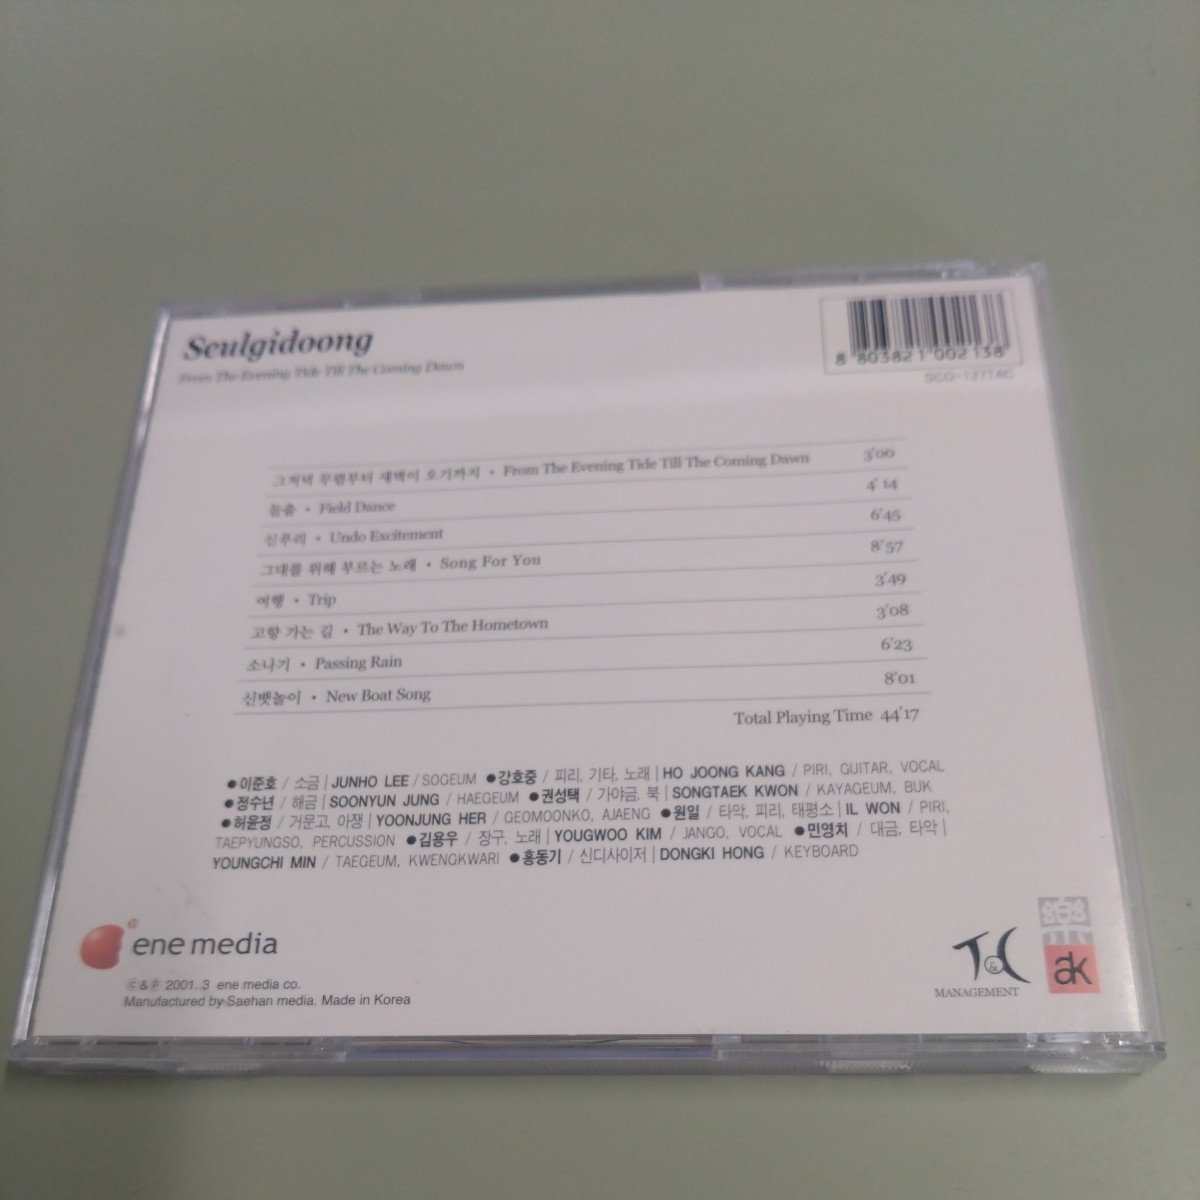 Seulgidoong
From The Evening Tide Till The Coming Dawn
8 803821 002138
SCO-127TAC
그저녁 무렵부터 새벽이 오기까지 • From The Evening Tide Till The Coming Dawn 3'00
들춤 • Field Dance 4'14
신푸리 • Undo Excitement 6'45
그대를 위해 부르는 노래 • Song For You 8'57
여행 • Trip 3'49
고향 가는 길 • The Way To The Hometown 3'08
소나기 • Passing Rain 6'23
신뱃놀이 • New Boat Song 8'01
Total Playing Time 44'17
●이준호 / 소금 | JUNHO LEE / SOGEUM ●강호중 / 피리, 기타, 노래 | HO JOONG KANG / PIRI, GUITAR, VOCAL
●정수년 / 해금 | SOONYUN JUNG / HAEGEUM ●권성택 / 가야금, 북 | SONGTAEK KWON / KAYAGEUM, BUK
●허윤정 / 거문고, 아쟁 | YOONJUNG HER / GEOMOONKO, AJAENG ●원일 / 타악, 피리, 태평소 | IL WON / PIRI,
TAEPYUNGSO, PERCUSSION ●김용우 / 장구, 노래 | YOUGWOO KIM / JANGO, VOCAL ●민영치 / 대금, 타악 |
YOUNGCHI MIN / TAEGEUM, KWENGKWARI ●홍동기 / 신디사이저 | DONGKI HONG / KEYBOARD
ene media
©&℗ 2001. 3 ene media co.
Manufactured by Saehan media. Made in Korea
T&C
MANAGEMENT
ak